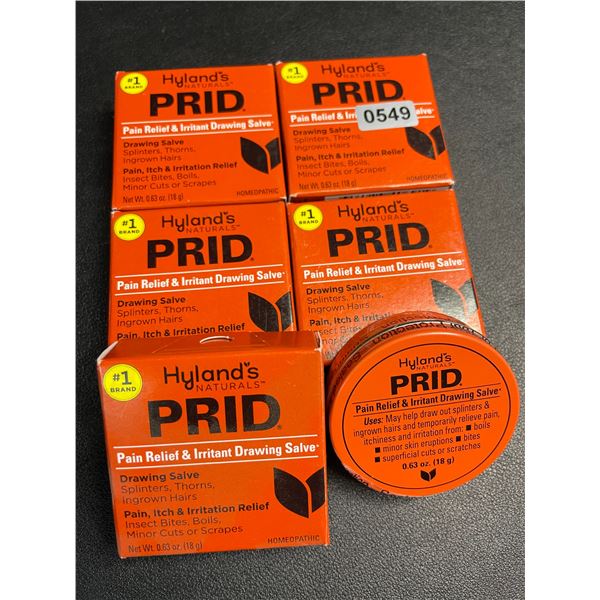 #1
BRAND
Hyland's
NATURALS™
PRID®
Pain Relief & Irritant Drawing Salve*
Drawing Salve
Splinters, Thorns,
Ingrown Hairs
Pain, Itch & Irritation Relief
Insect Bites, Boils,
Minor Cuts or Scrapes
Net Wt. 0.63 oz. (18 g)
HOMEOPATHIC
#1
BRAND
Hyland's
NATURALS
PRID
0549
Pain Relief & Irritant Drawing Salve*
Drawing Salve
Splinters, Thorns,
Ingrown Hairs
Pain, Itch & Irritation Relief
Insect Bites, Boils,
Minor Cuts or Scrapes
Net Wt. 0.63 oz. (18 g)
HOMEOPATHIC
#1
BRAND
Hyland's
NATURALS™
PRID®
Pain Relief & Irritant Drawing Salve*
Drawing Salve
Splinters, Thorns,
Ingrown Hairs
Pain, Itch & Irritation Relief
#1
BRAND
Hyland's
NATURALS™
PRID®
Pain Relief & Irritant Drawing Salve*
Drawing Salve
Splinters, Thorns,
Ingrown Hairs
Pain, Itch &
Insect Bites
Minor
#1
BRAND
Hyland's
NATURALS™
PRID®
Pain Relief & Irritant Drawing Salve*
Drawing Salve
Splinters, Thorns,
Ingrown Hairs
Pain, Itch & Irritation Relief
Insect Bites, Boils,
Minor Cuts or Scrapes
Net Wt. 0.63 oz. (18 g)
HOMEOPATHIC
Hyland's
NATURALS™
PRID®
Pain Relief & Irritant Drawing Salve*
Uses: May help draw out splinters &
ingrown hairs and temporarily relieve pain,
itchiness and irritation from: ■ boils
■ minor skin eruptions ■ bites
■ superficial cuts or scratches
0.63 oz. (18 g)